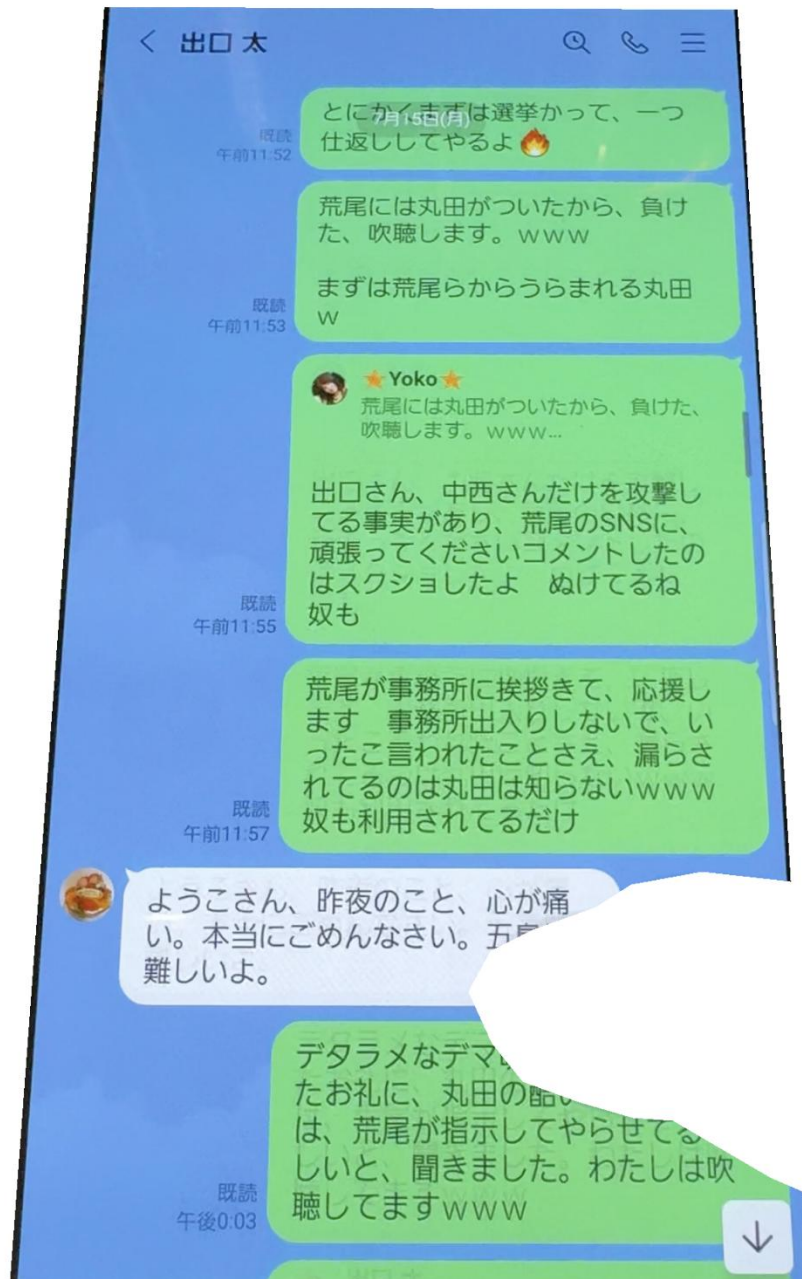 出口 太
とにかくまずは選挙かって、一つ
7月15日(月)
仕返ししてやるよ🔥
既読
午前11:52
荒尾には丸田がついたから、負け
た、吹聴します。www
まずは荒尾らからうらまれる丸田
w
既読
午前11:53
⭐Yoko⭐
荒尾には丸田がついたから、負けた、
吹聴します。www...
出口さん、中西さんだけを攻撃し
てる事実があり、荒尾のSNSに、
頑張ってくださいコメントしたの
はスクショしたよ　ぬけてるね
奴も
既読
午前11:55
荒尾が事務所に挨拶きて、応援し
ます　事務所出入りしないで、い
ったこ言われたことさえ、漏らさ
れてるのは丸田は知らないwww
奴も利用されてるだけ
既読
午前11:57
ようこさん、昨夜のこと、心が痛
い。本当にごめんなさい。五
難しいよ。
デタラメなデマ
たお礼に、丸田の酷
は、荒尾が指示してやらせてる
しいと、聞きました。わたしは吹
聴してますwww
既読
午後0:03